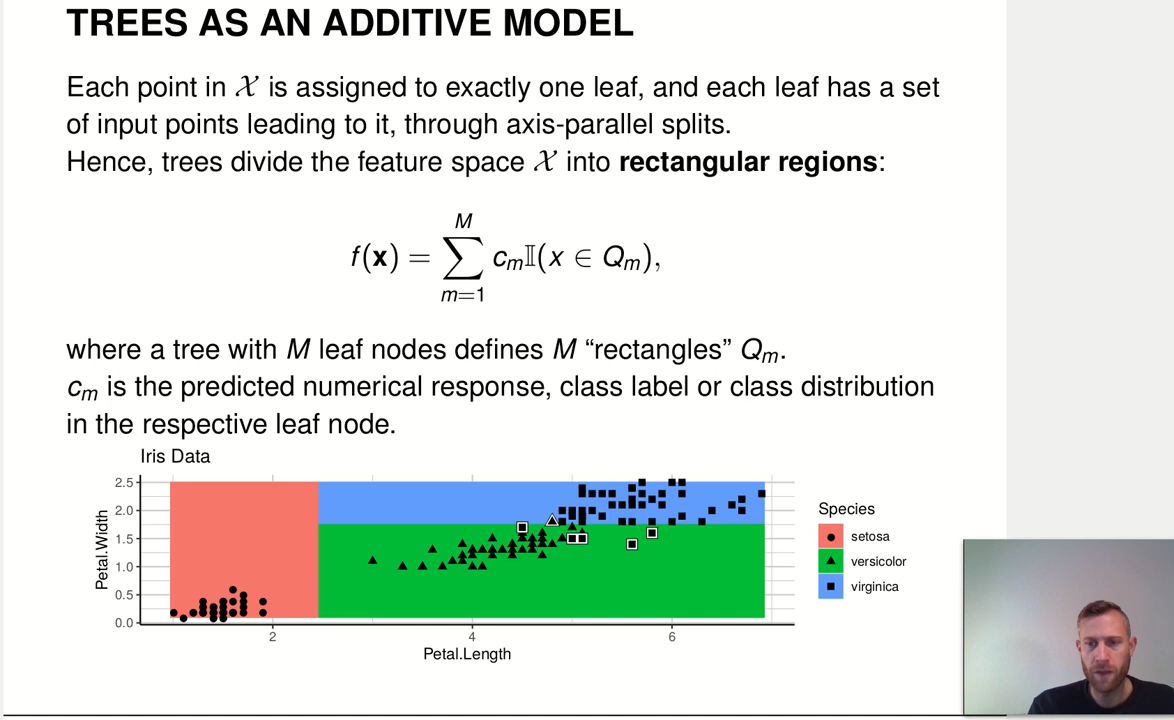 TREES AS AN ADDITIVE MODEL
Each point in 𝒳 is assigned to exactly one leaf, and each leaf has a set
of input points leading to it, through axis-parallel splits.
Hence, trees divide the feature space 𝒳 into rectangular regions:
M
f(x) = ∑ cₘ𝕀(x ∈ Qₘ),
m=1
where a tree with M leaf nodes defines M “rectangles” Qₘ.
cₘ is the predicted numerical response, class label or class distribution
in the respective leaf node.
Iris Data
Petal.Width
2.5
2.0
1.5
1.0
0.5
0.0
2 4 6
Petal.Length
Species
setosa
versicolor
virginica